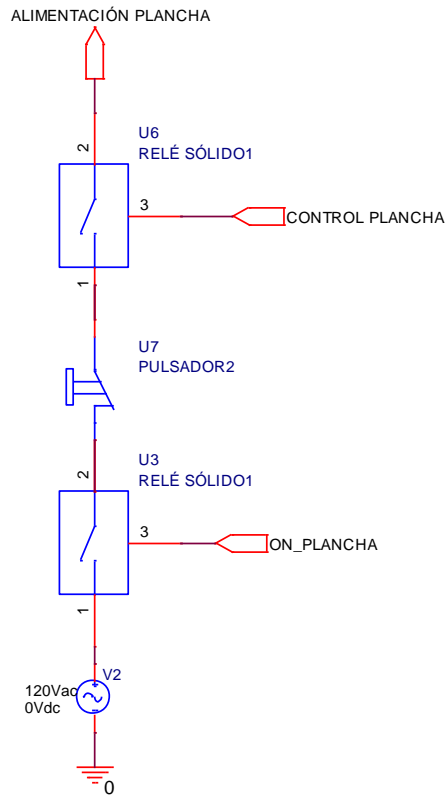 ALIMENTACIÓN PLANCHA
2
U6
RELÉ SÓLIDO1
3
CONTROL PLANCHA
1
U7
PULSADOR2
2
U3
RELÉ SÓLIDO1
3
ON_PLANCHA
1
V2
120Vac
0Vdc
0